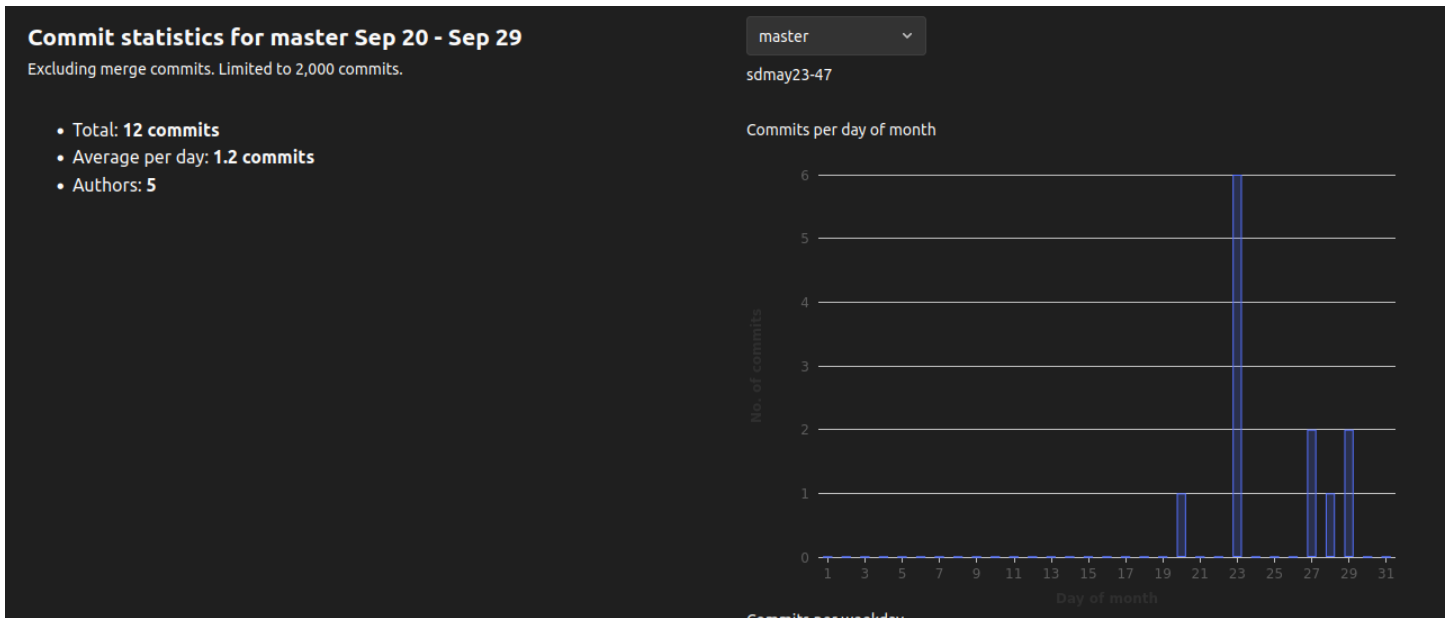 Commit statistics for master Sep 20 - Sep 29
Excluding merge commits. Limited to 2,000 commits.
• Total: 12 commits
• Average per day: 1.2 commits
• Authors: 5
master
sdmay23-47
Commits per day of month
No. of commits
6
5
4
3
2
1
0
1 3 5 7 9 11 13 15 17 19 21 23 25 27 29 31
Day of month
Commits per weekday